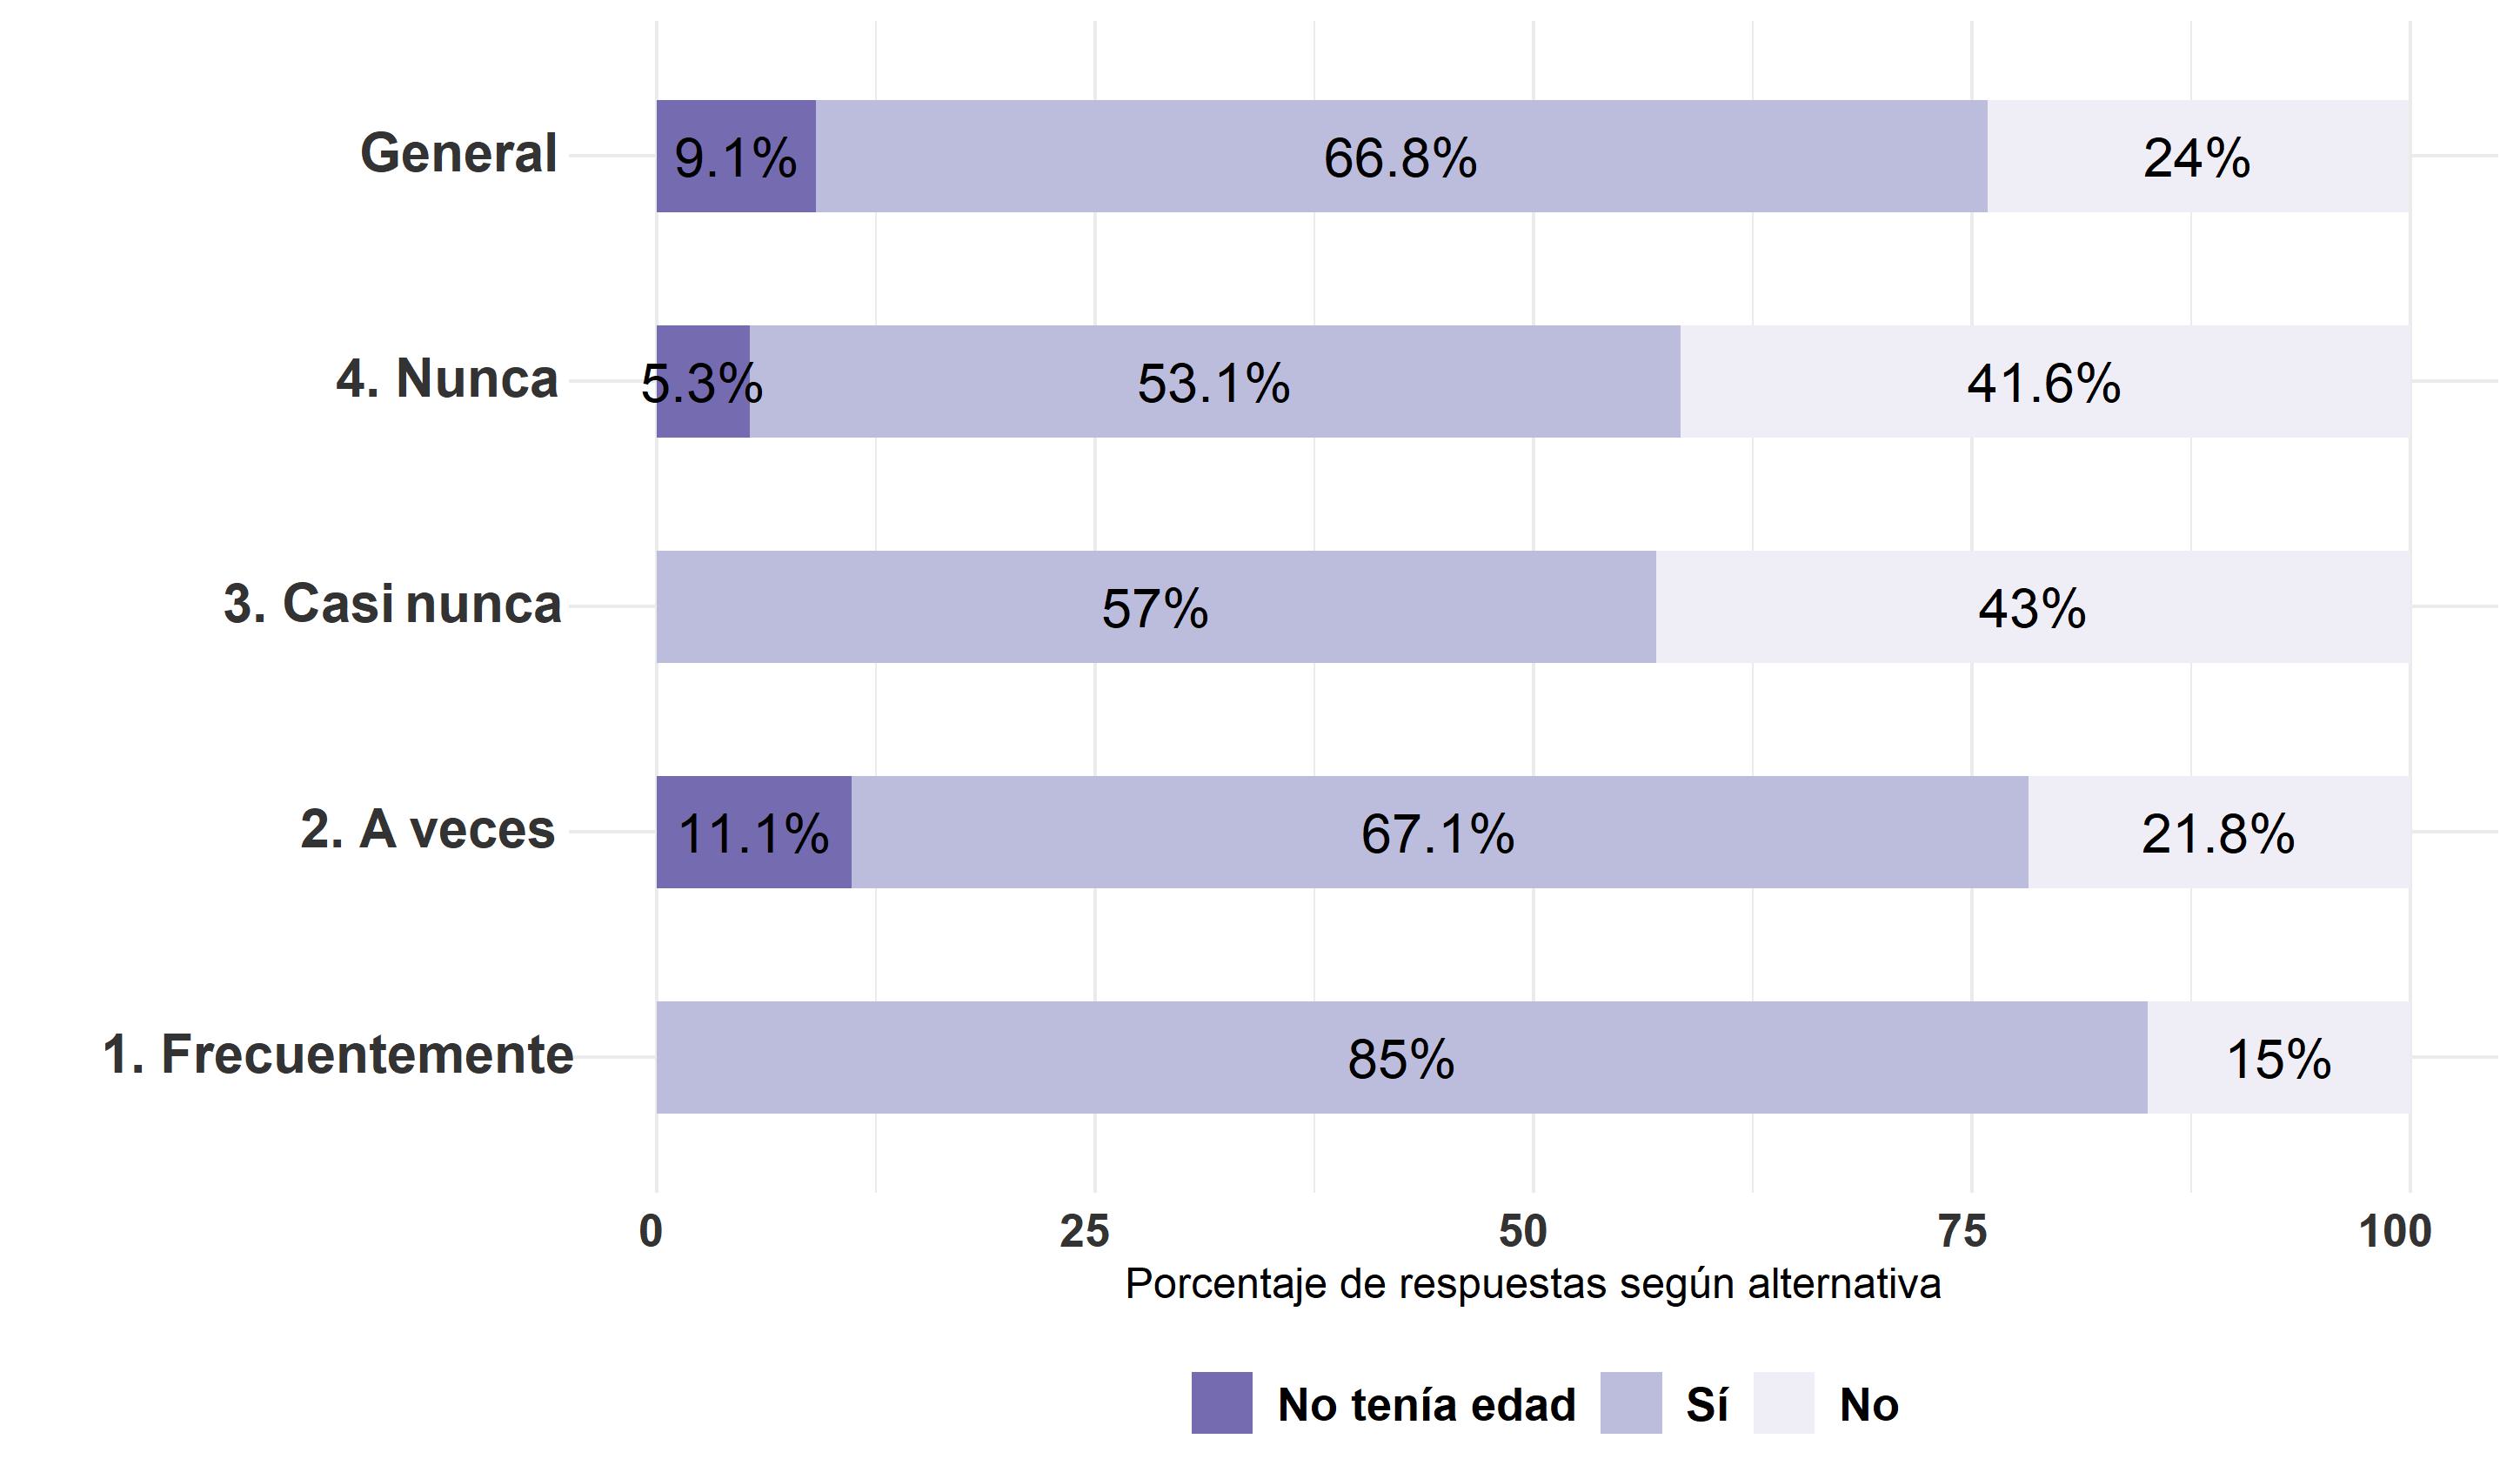 General 9.1% 66.8% 24%
4. Nunca 5.3% 53.1% 41.6%
3. Casi nunca 57% 43%
2. A veces 11.1% 67.1% 21.8%
1. Frecuentemente 85% 15%
0 25 50 75 100
Porcentaje de respuestas según alternativa
No tenía edad Sí No